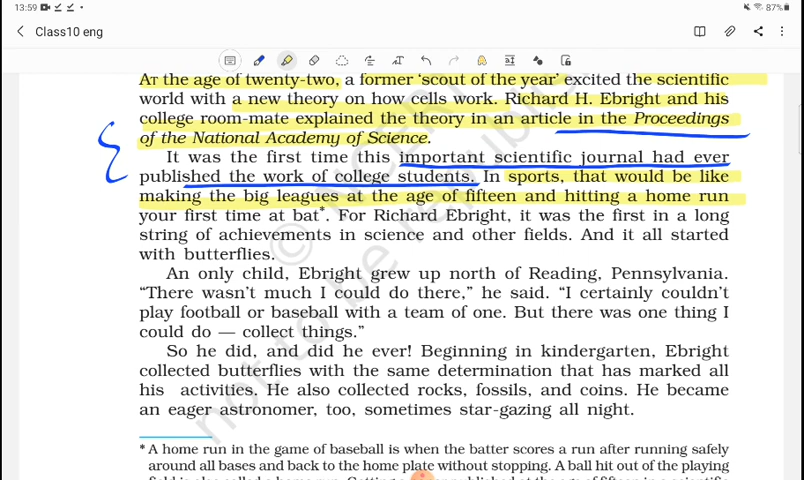 13:59
87%
Class10 eng
AT the age of twenty-two, a former ‘scout of the year’ excited the scientific
world with a new theory on how cells work. Richard H. Ebright and his
college room-mate explained the theory in an article in the Proceedings
of the National Academy of Science.
It was the first time this important scientific journal had ever
published the work of college students. In sports, that would be like
making the big leagues at the age of fifteen and hitting a home run
your first time at bat*. For Richard Ebright, it was the first in a long
string of achievements in science and other fields. And it all started
with butterflies.
An only child, Ebright grew up north of Reading, Pennsylvania.
“There wasn’t much I could do there,” he said. “I certainly couldn’t
play football or baseball with a team of one. But there was one thing I
could do — collect things.”
So he did, and did he ever! Beginning in kindergarten, Ebright
collected butterflies with the same determination that has marked all
his activities. He also collected rocks, fossils, and coins. He became
an eager astronomer, too, sometimes star-gazing all night.
* A home run in the game of baseball is when the batter scores a run after running safely
around all bases and back to the home plate without stopping. A ball hit out of the playing
© NCERT
not to be republished